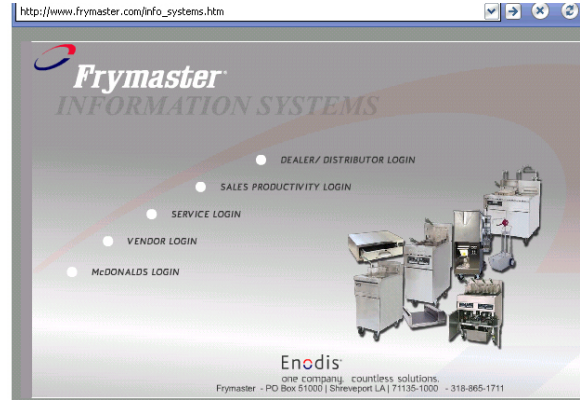 http://www.frymaster.com/info_systems.htm
Frymaster
INFORMATION SYSTEMS
DEALER/ DISTRIBUTOR LOGIN
SALES PRODUCTIVITY LOGIN
SERVICE LOGIN
VENDOR LOGIN
McDONALDS LOGIN
Enodis
one company. countless solutions.
Frymaster - PO Box 51000 | Shreveport LA | 71135-1000 - 318-865-1711